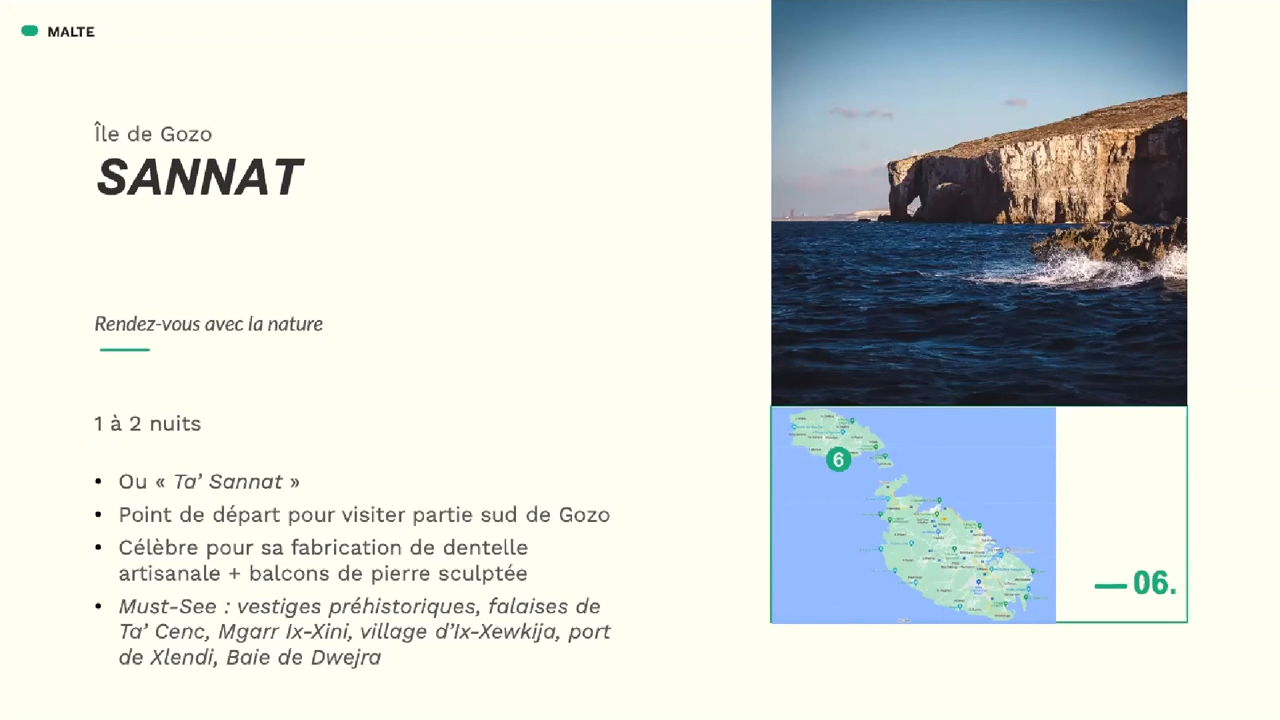 MALTE
Île de Gozo
SANNAT
Rendez-vous avec la nature
1 à 2 nuits
• Ou « Ta’ Sannat »
• Point de départ pour visiter partie sud de Gozo
• Célèbre pour sa fabrication de dentelle
artisanale + balcons de pierre sculptée
• Must-See : vestiges préhistoriques, falaises de
Ta’ Cenc, Mgarr Ix-Xini, village d’Ix-Xewkija, port
de Xlendi, Baie de Dwejra
6
06.